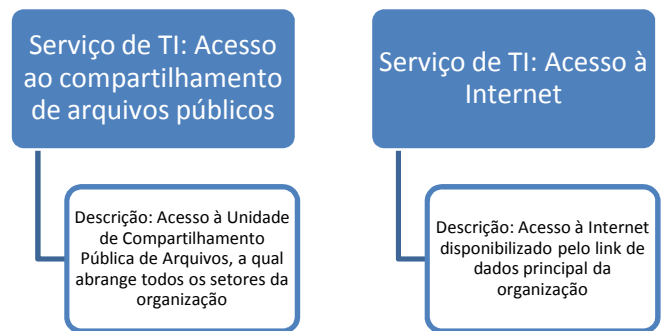 Serviço de TI: Acesso
ao compartilhamento
de arquivos públicos
Descrição: Acesso à Unidade
de Compartilhamento
Pública de Arquivos, a qual
abrange todos os setores da
organização
Serviço de TI: Acesso à
Internet
Descrição: Acesso à Internet
disponibilizado pelo link de
dados principal da
organização